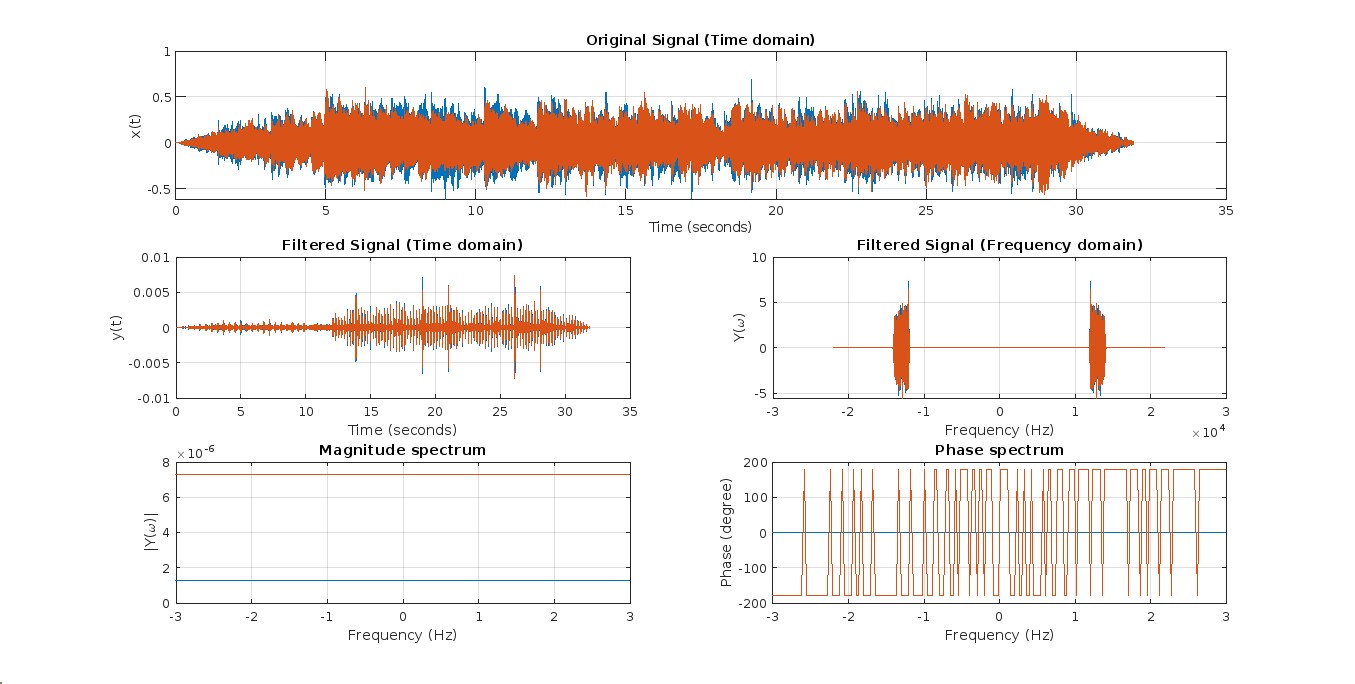 Original Signal (Time domain)
1
0.5
0
-0.5
x(t)
0 5 10 15 20 25 30 35
Time (seconds)
Filtered Signal (Time domain)
0.01
0.005
0
-0.005
-0.01
y(t)
0 5 10 15 20 25 30 35
Time (seconds)
Filtered Signal (Frequency domain)
10
5
0
-5
Y(ω)
-3 -2 -1 0 1 2 3
Frequency (Hz)
×10⁴
Magnitude spectrum
×10⁻⁶
8
6
4
2
0
|Y(ω)|
-3 -2 -1 0 1 2 3
Frequency (Hz)
Phase spectrum
200
100
0
-100
-200
Phase (degree)
-3 -2 -1 0 1 2 3
Frequency (Hz)